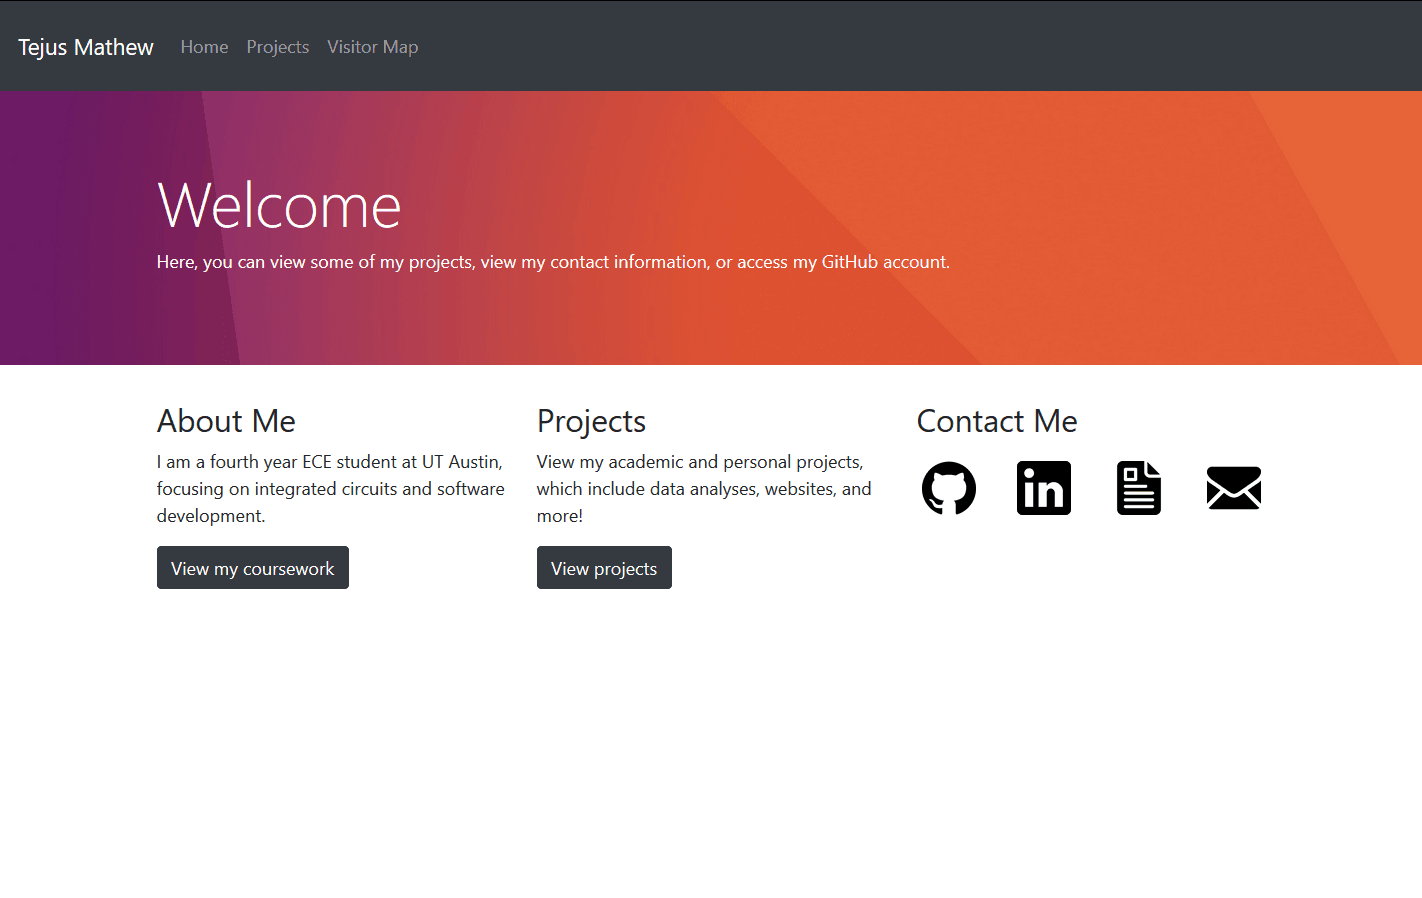 Tejus Mathew Home Projects Visitor Map
Welcome
Here, you can view some of my projects, view my contact information, or access my GitHub account.
About Me
I am a fourth year ECE student at UT Austin,
focusing on integrated circuits and software
development.
View my coursework
Projects
View my academic and personal projects,
which include data analyses, websites, and
more!
View projects
Contact Me
in